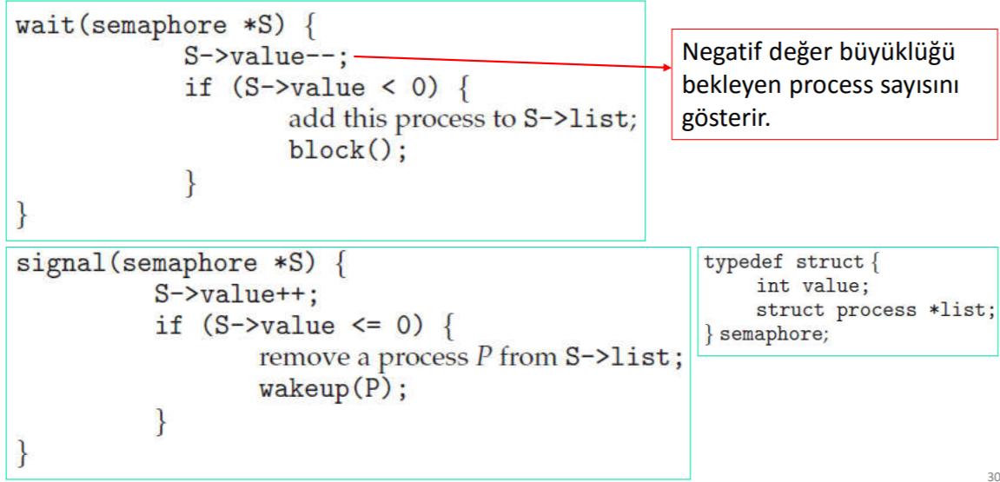 wait(semaphore *S) {
S->value--;
if (S->value < 0) {
add this process to S->list;
block();
}
}
Negatif değer büyüklüğü
bekleyen process sayısını
gösterir.
signal(semaphore *S) {
S->value++;
if (S->value <= 0) {
remove a process P from S->list;
wakeup(P);
}
}
typedef struct {
int value;
struct process *list;
} semaphore;
30